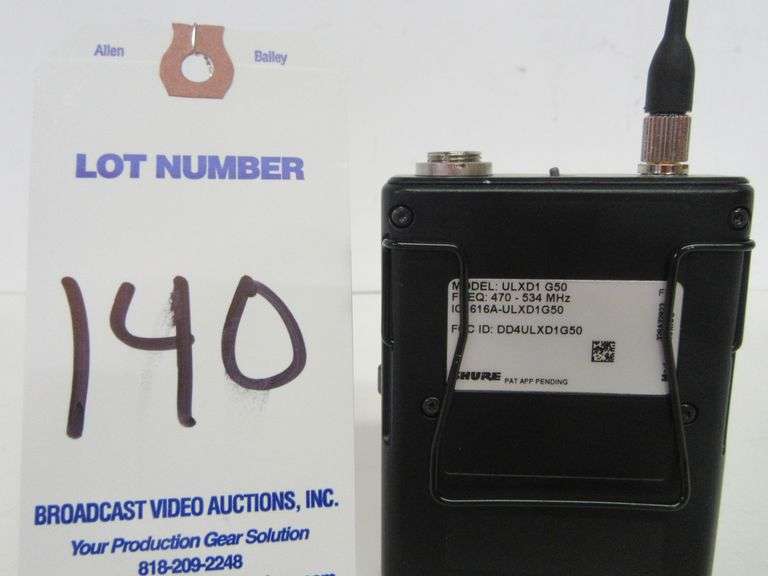 Allen Bailey
LOT NUMBER
140
BROADCAST VIDEO AUCTIONS, INC.
Your Production Gear Solution
818-209-2248
MODEL: ULXD1 G50
FREQ: 470 - 534 MHz
IC: 616A-ULXD1G50
FCC ID: DD4ULXD1G50
SHURE PAT APP PENDING